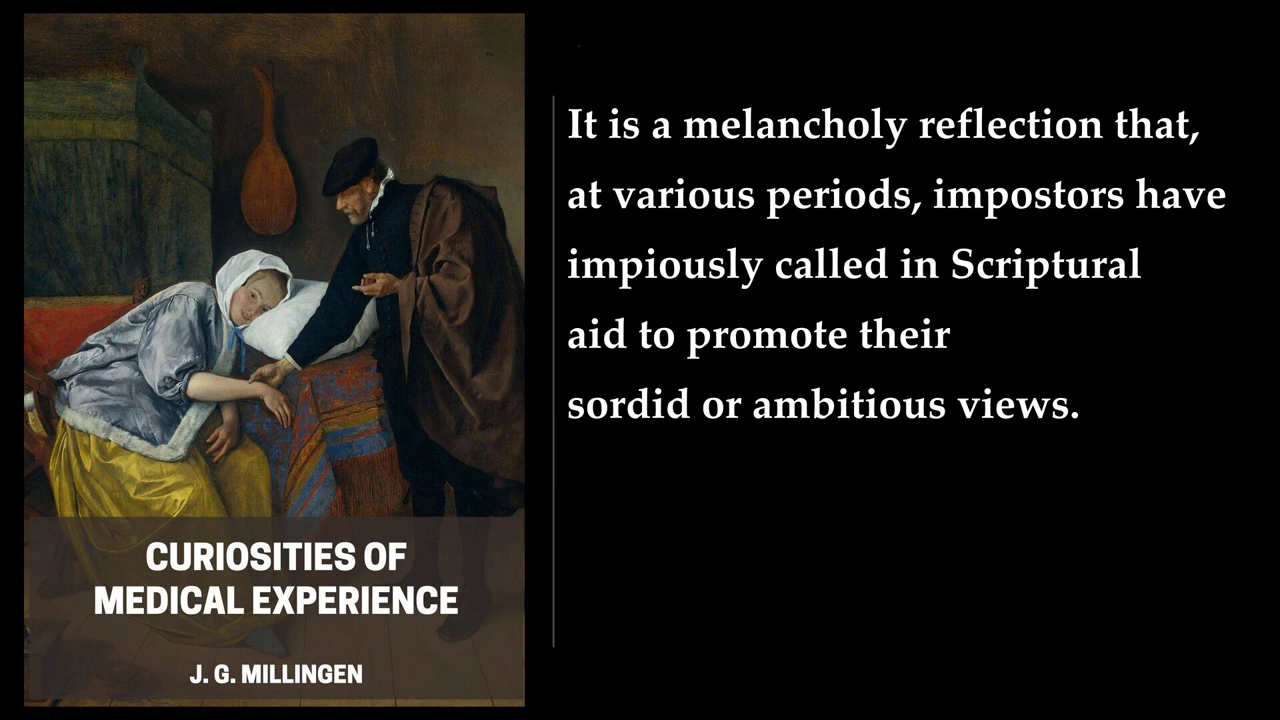 It is a melancholy reflection that,
at various periods, impostors have
impiously called in Scriptural
aid to promote their
sordid or ambitious views.
CURIOSITIES OF
MEDICAL EXPERIENCE
J. G. MILLINGEN